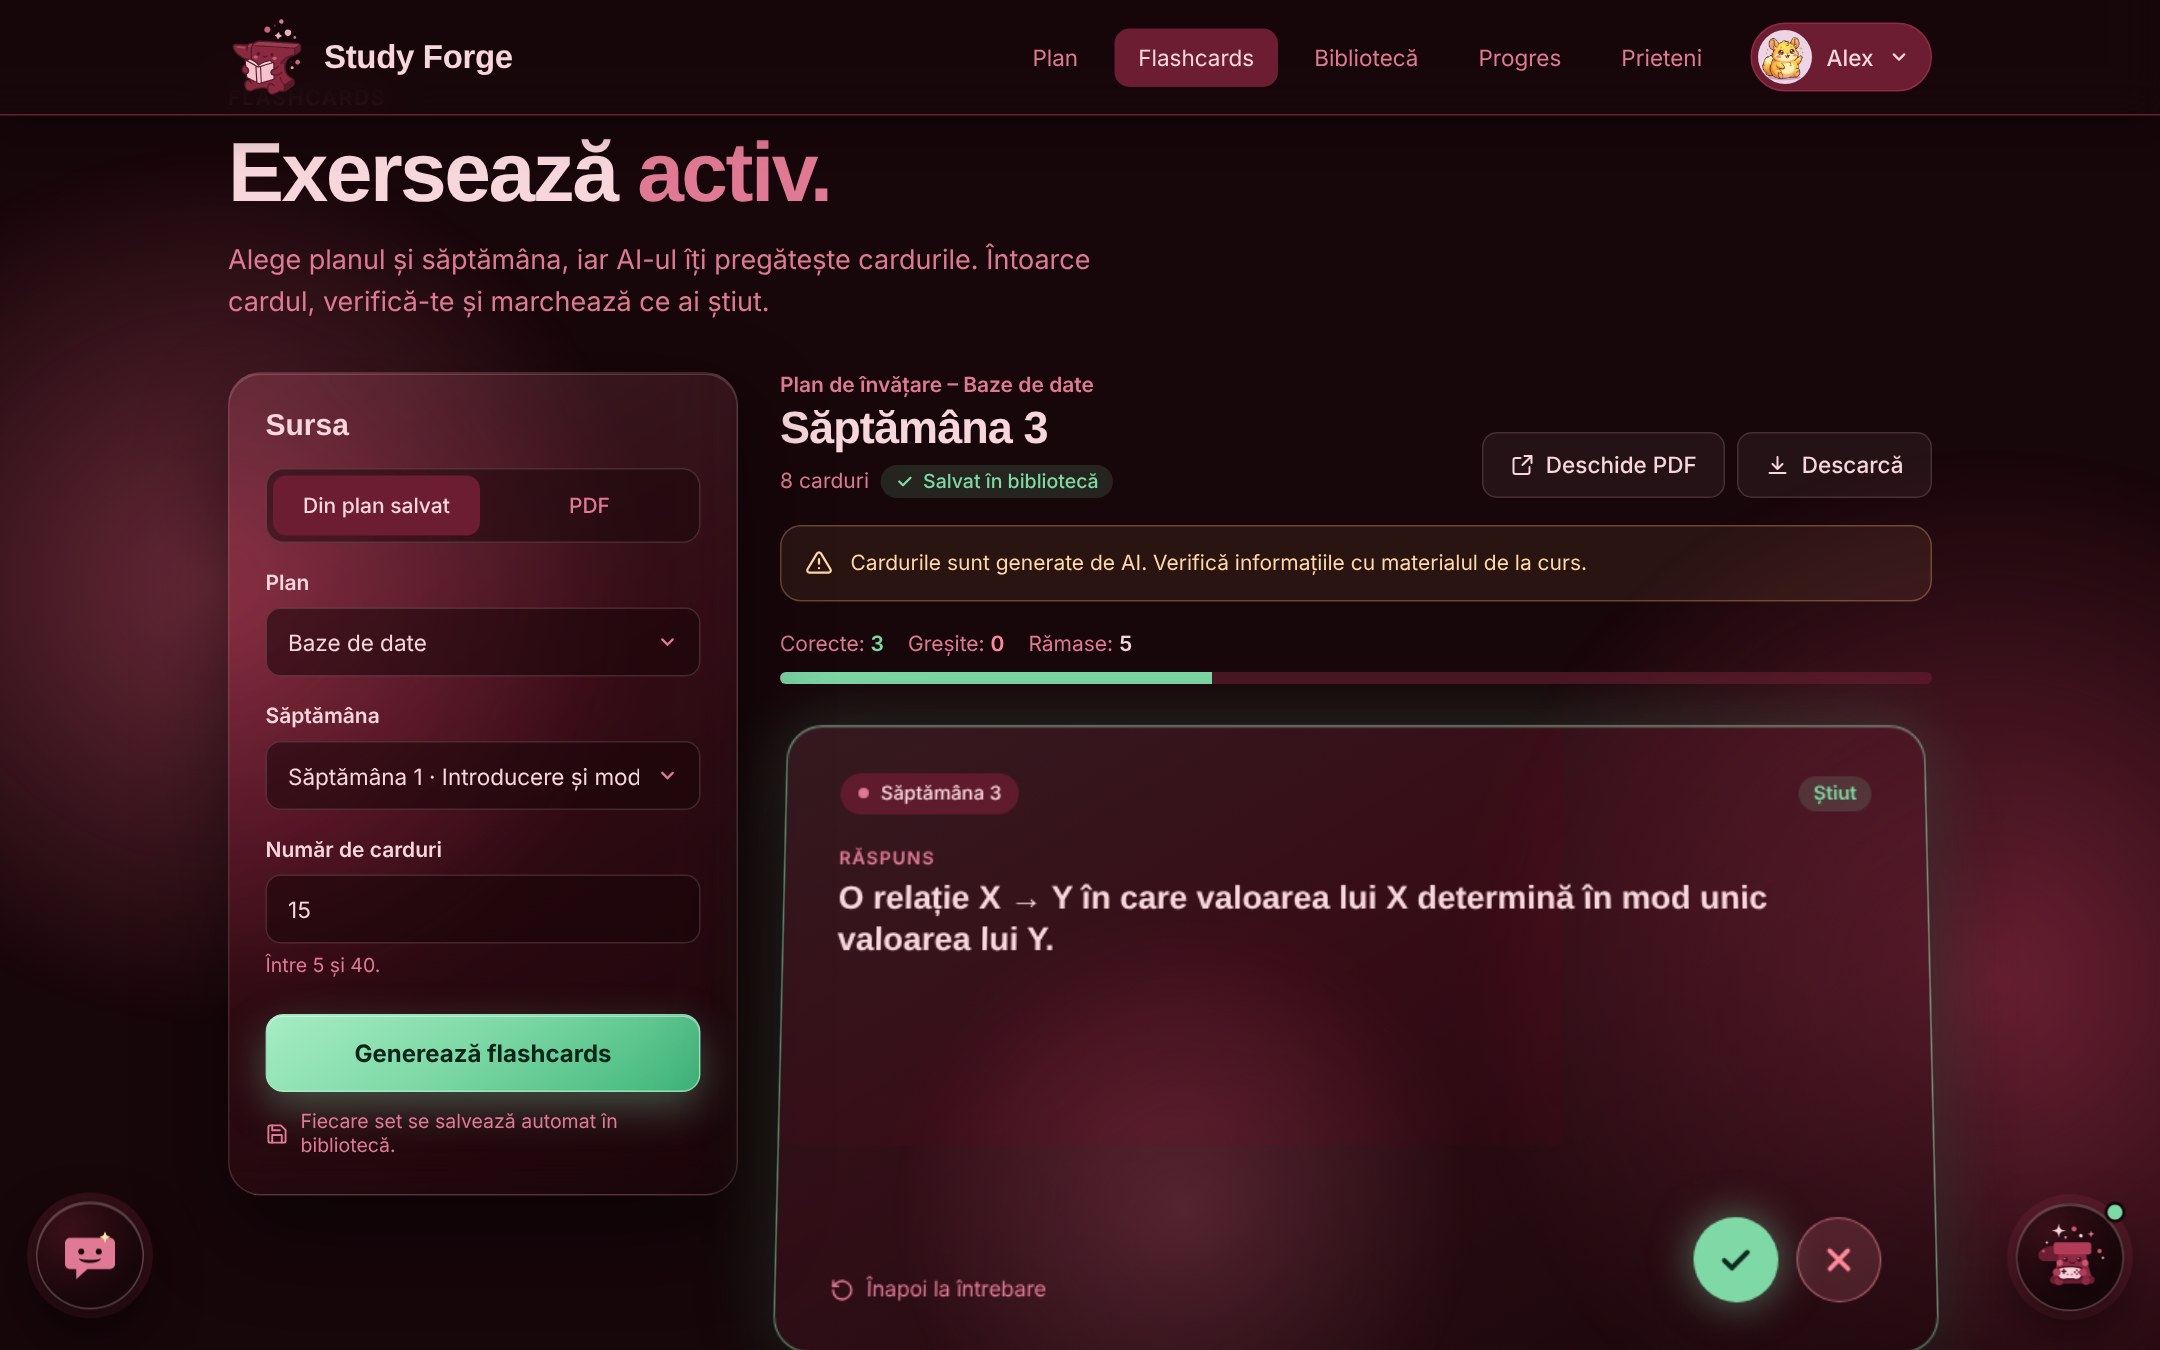 Study Forge
Plan
Flashcards
Bibliotecă
Progres
Prieteni
Alex
FLASHCARDS
Exersează activ.
Alege planul și săptămâna, iar AI-ul îți pregătește cardurile. Întoarce
cardul, verifică-te și marchează ce ai știut.
Sursa
Din plan salvat
PDF
Plan
Baze de date
Săptămâna
Săptămâna 1 · Introducere și mod
Număr de carduri
15
Între 5 și 40.
Generează flashcards
Fiecare set se salvează automat în
bibliotecă.
Plan de învățare – Baze de date
Săptămâna 3
8 carduri
Salvat în bibliotecă
Deschide PDF
Descarcă
Cardurile sunt generate de AI. Verifică informațiile cu materialul de la curs.
Corecte: 3 Greșite: 0 Rămase: 5
Săptămâna 3
Știut
RĂSPUNS
O relație X → Y în care valoarea lui X determină în mod unic
valoarea lui Y.
Înapoi la întrebare